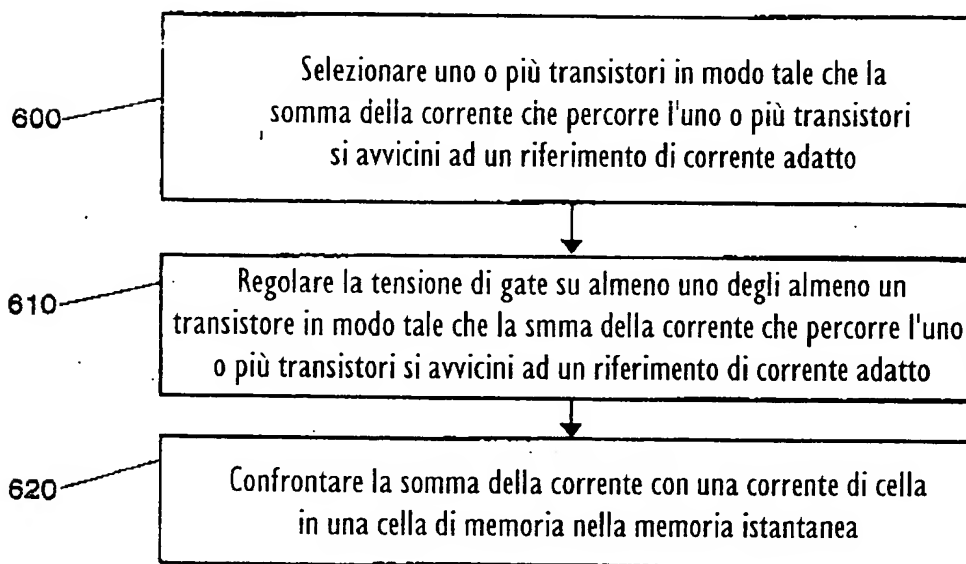 600
Selezionare uno o più transistori in modo tale che la
somma della corrente che percorre l'uno o più transistori
si avvicini ad un riferimento di corrente adatto
610
Regolare la tensione di gate su almeno uno degli almeno un
transistore in modo tale che la smma della corrente che percorre l'uno
o più transistori si avvicini ad un riferimento di corrente adatto
620
Confrontare la somma della corrente con una corrente di cella
in una cella di memoria nella memoria istantanea